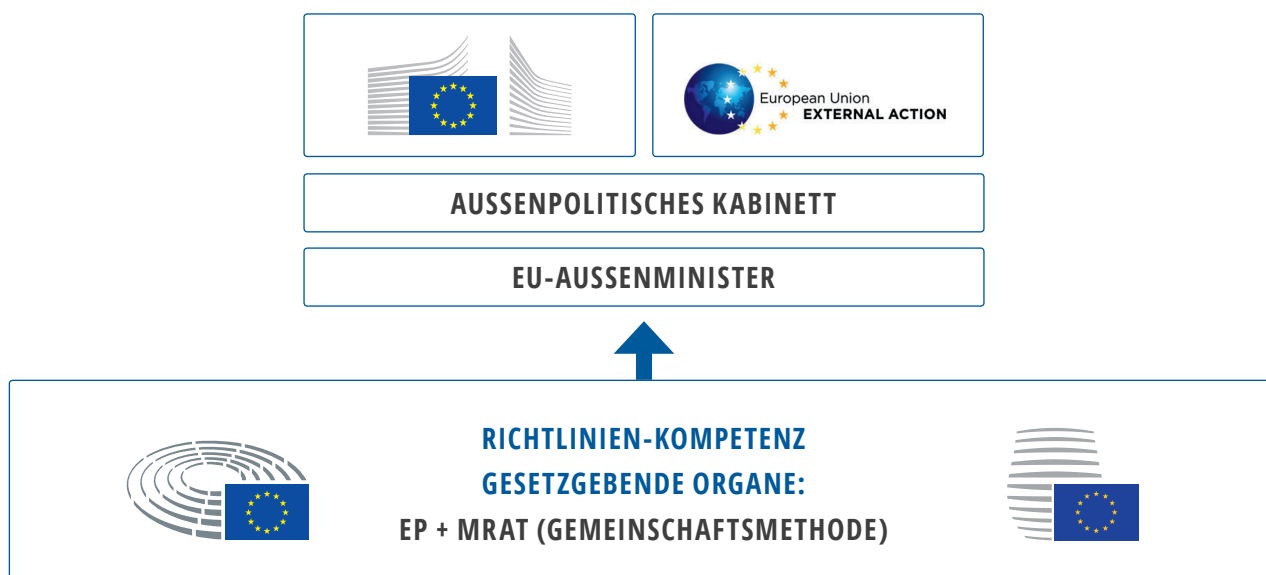 European Union
EXTERNAL ACTION
AUSSENPOLITISCHES KABINETT
EU-AUSSENMINISTER
RICHTLINIEN-KOMPETENZ
GESETZGEBENDE ORGANE:
EP + MRAT (GEMEINSCHAFTSMETHODE)